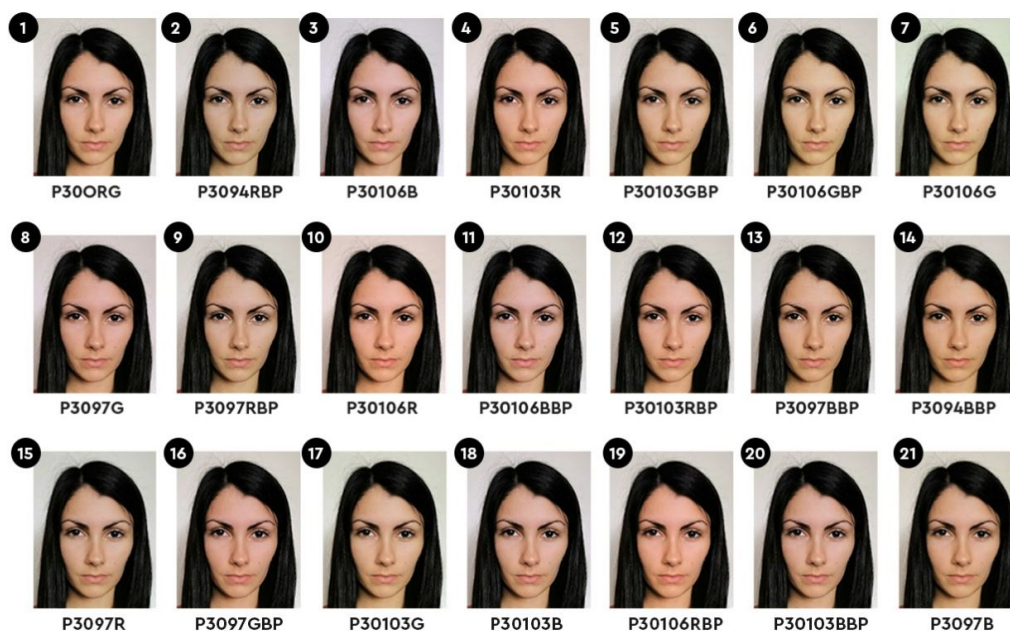 1 2 3 4 5 6 7
P30ORG P3094RBP P30106B P30103R P30103GBP P30106GBP P30106G
8 9 10 11 12 13 14
P3097G P3097RBP P30106R P30106BBP P30103RBP P3097BBP P3094BBP
15 16 17 18 19 20 21
P3097R P3097GBP P30103G P30103B P30106RBP P30103BBP P3097B